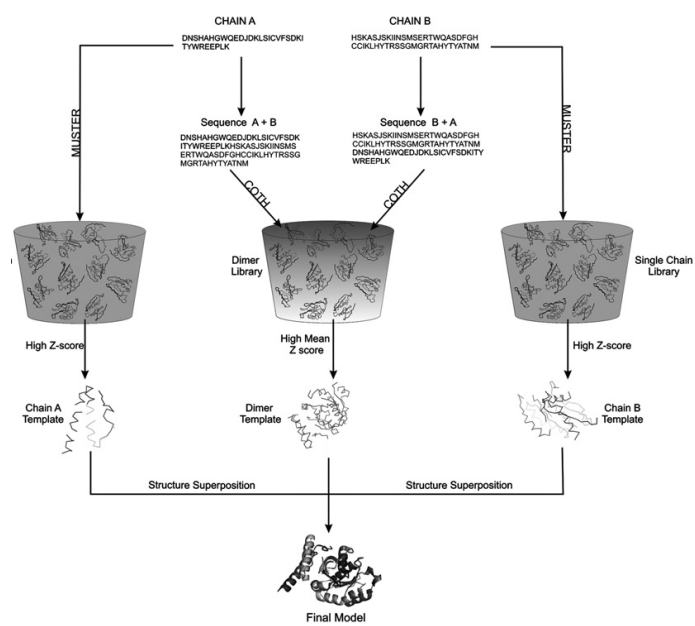 CHAIN A
DNSHAHGWQEDJDKLSICVFSDKI
TYWREEPLK
CHAIN B
HSKASJSKIINSMSERTWQASDFGH
CCIKLHYTRSSGMGRTAHYTYATNM
MUSTER
MUSTER
Sequence A + B
DNSHAHGWQEDJDKLSICVFSDK
ITYWREEPLKHSKASJSKIINSMS
ERTWQASDFGHCCIKLHYTRSSG
MGRTAHYTYATNM
Sequence B + A
HSKASJSKIINSMSERTWQASDFGH
CCIKLHYTRSSGMGRTAHYTYATNM
DNSHAHGWQEDJDKLSICVFSDKITY
WREEPLK
COTH
COTH
Dimer
Library
Single Chain
Library
High Z-score
High Mean
Z score
High Z-score
Chain A
Template
Dimer
Template
Chain B
Template
Structure Superposition
Structure Superposition
Final Model